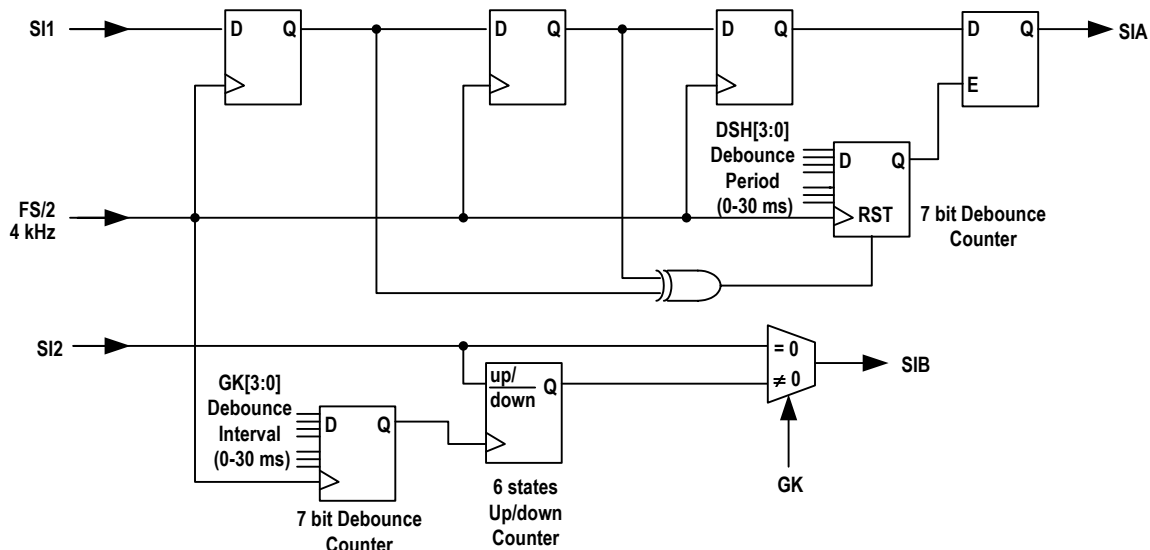 SI1
D Q
D Q
D Q
D Q
E
SIA
DSH[3:0]
Debounce
Period
(0-30 ms)
D Q
RST
7 bit Debounce
Counter
FS/2
4 kHz
SI2
GK[3:0]
Debounce
Interval
(0-30 ms)
D Q
7 bit Debounce
Counter
up/
down
Q
6 states
Up/down
Counter
= 0
≠ 0
SIB
GK